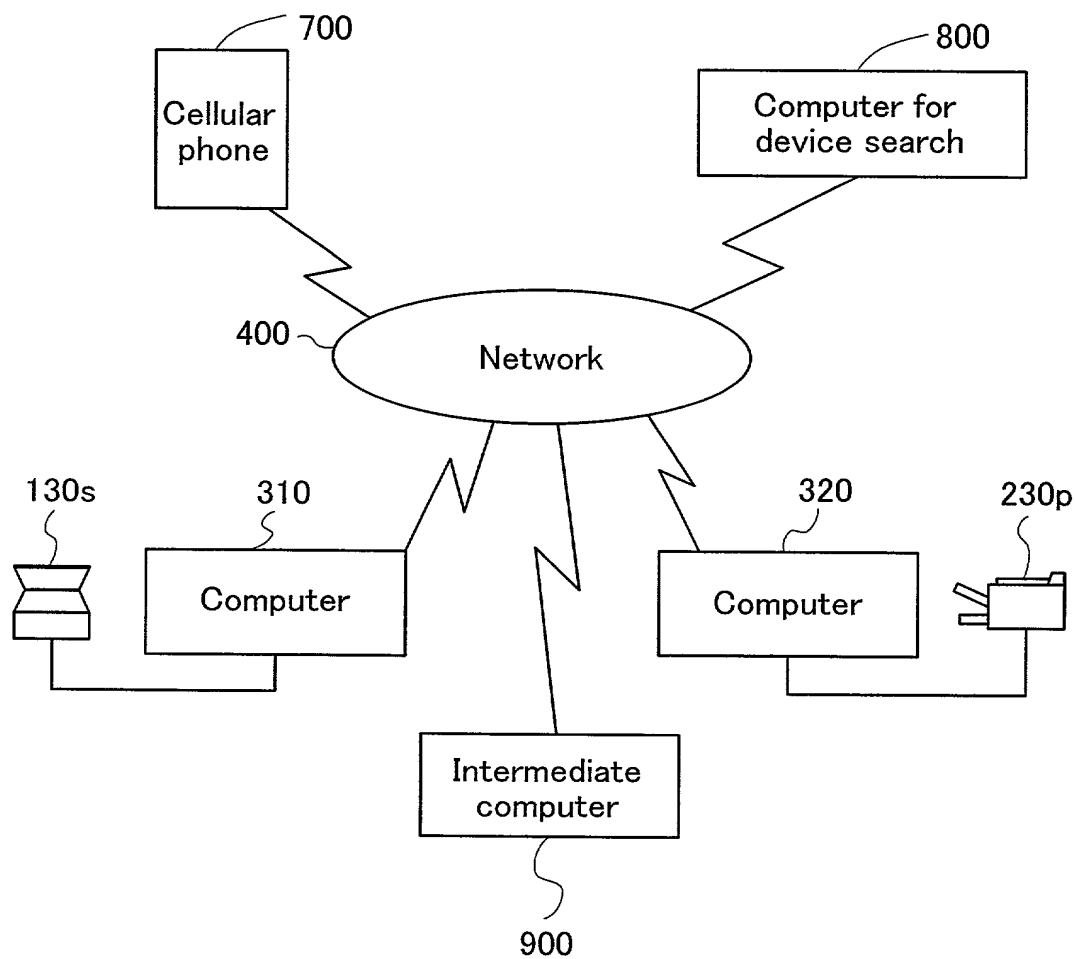 700
800
Cellular
phone
Computer for
device search
400
Network
130s
310
320
230p
Computer
Computer
Intermediate
computer
900